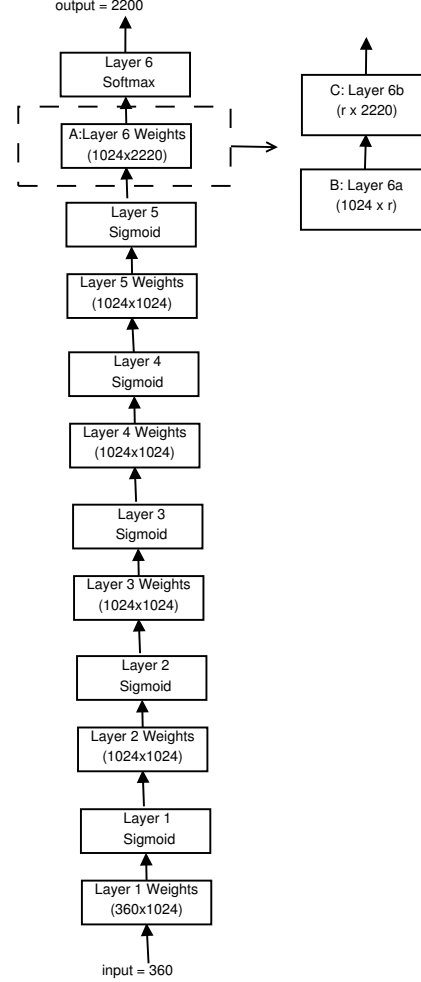 output = 2200
Layer 6
Softmax
A:Layer 6 Weights
(1024x2220)
Layer 5
Sigmoid
Layer 5 Weights
(1024x1024)
Layer 4
Sigmoid
Layer 4 Weights
(1024x1024)
Layer 3
Sigmoid
Layer 3 Weights
(1024x1024)
Layer 2
Sigmoid
Layer 2 Weights
(1024x1024)
Layer 1
Sigmoid
Layer 1 Weights
(360x1024)
input = 360
C: Layer 6b
(r x 2220)
B: Layer 6a
(1024 x r)